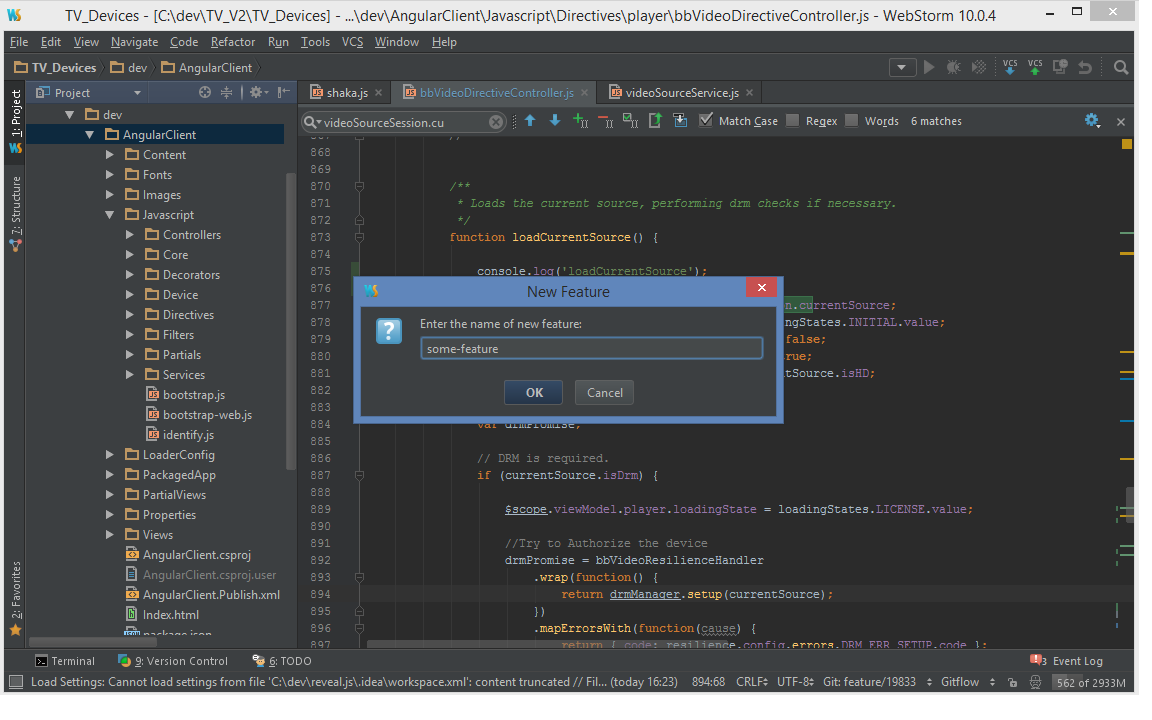 TV_Devices - [C:\dev\TV_V2\TV_Devices] - ...\dev\AngularClient\Javascript\Directives\player\bbVideoDirectiveController.js - WebStorm 10.0.4
File Edit View Navigate Code Refactor Run Tools VCS Window Help
TV_Devices dev AngularClient
VCS VCS
1: Project
7: Structure
2: Favorites
Project
dev
AngularClient
Content
Fonts
Images
Javascript
Controllers
Core
Decorators
Device
Directives
Filters
Partials
Services
bootstrap.js
bootstrap-web.js
identify.js
LoaderConfig
PackagedApp
PartialViews
Properties
Views
AngularClient.csproj
AngularClient.csproj.user
AngularClient.Publish.xml
Index.html
package.json
shaka.js bbVideoDirectiveController.js videoSourceService.js
videoSourceSession.cu Match Case Regex Words 6 matches
867
868
869
870 /**
871 * Loads the current source, performing drm checks if necessary.
872 */
873 function loadCurrentSource() {
874
875 console.log('loadCurrentSource');
876
877 n.currentSource;
878 ngStates.INITIAL.value;
879 false;
880 rue;
881 tSource.isHD;
882
883
884 var drmPromise;
885
886 // DRM is required.
887 if (currentSource.isDrm) {
888
889 $scope.viewModel.player.loadingState = loadingStates.LICENSE.value;
890
891 //Try to Authorize the device
892 drmPromise = bbVideoResilienceHandler
893 .wrap(function() {
894 return drmManager.setup(currentSource);
895 })
896 .mapErrorsWith(function(cause) {
897 return { code: resilience.config.errors.DRM_ERR_SETUP.code };
New Feature
Enter the name of new feature:
some-feature
OK Cancel
Terminal 9: Version Control 6: TODO 3 Event Log
Load Settings: Cannot load settings from file 'C:\dev\reveal.js\.idea\workspace.xml': content truncated // Fil... (today 16:23) 894:68 CRLF UTF-8 Git: feature/19833 Gitflow 562 of 2933M